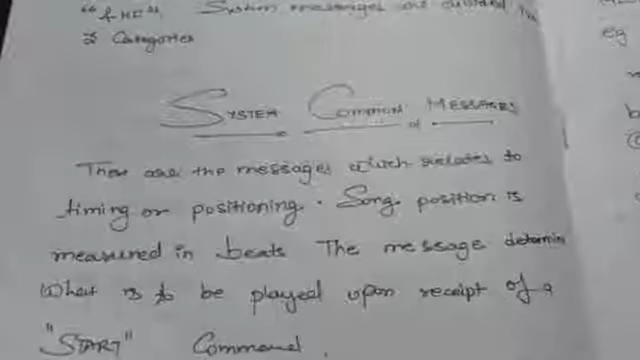 System messages are divided
2 Categories
eg
SYSTEM COMMON MESSAGES
These are the messages which relates to
timing or positioning. Song position is
measured in beats The message determin
What is to be played upon receipt of a
"START" Command.